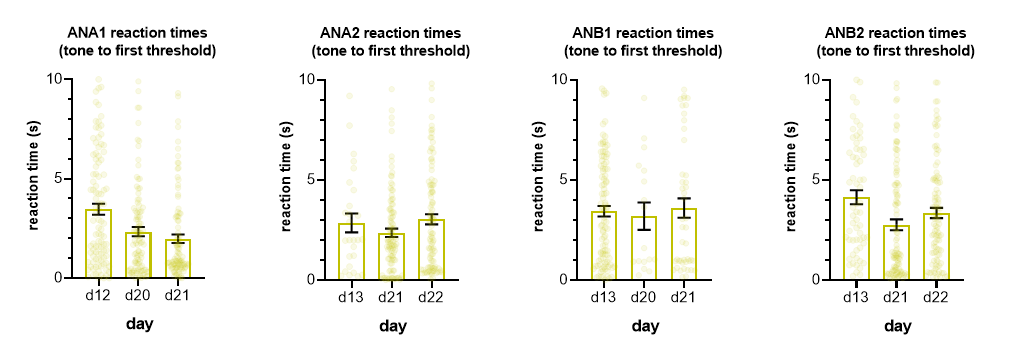 ANA1 reaction times
(tone to first threshold)
reaction time (s)
10
5
0
d12 d20 d21
day
ANA2 reaction times
(tone to first threshold)
reaction time (s)
10
5
0
d13 d21 d22
day
ANB1 reaction times
(tone to first threshold)
reaction time (s)
10
5
0
d13 d20 d21
day
ANB2 reaction times
(tone to first threshold)
reaction time (s)
10
5
0
d13 d21 d22
day